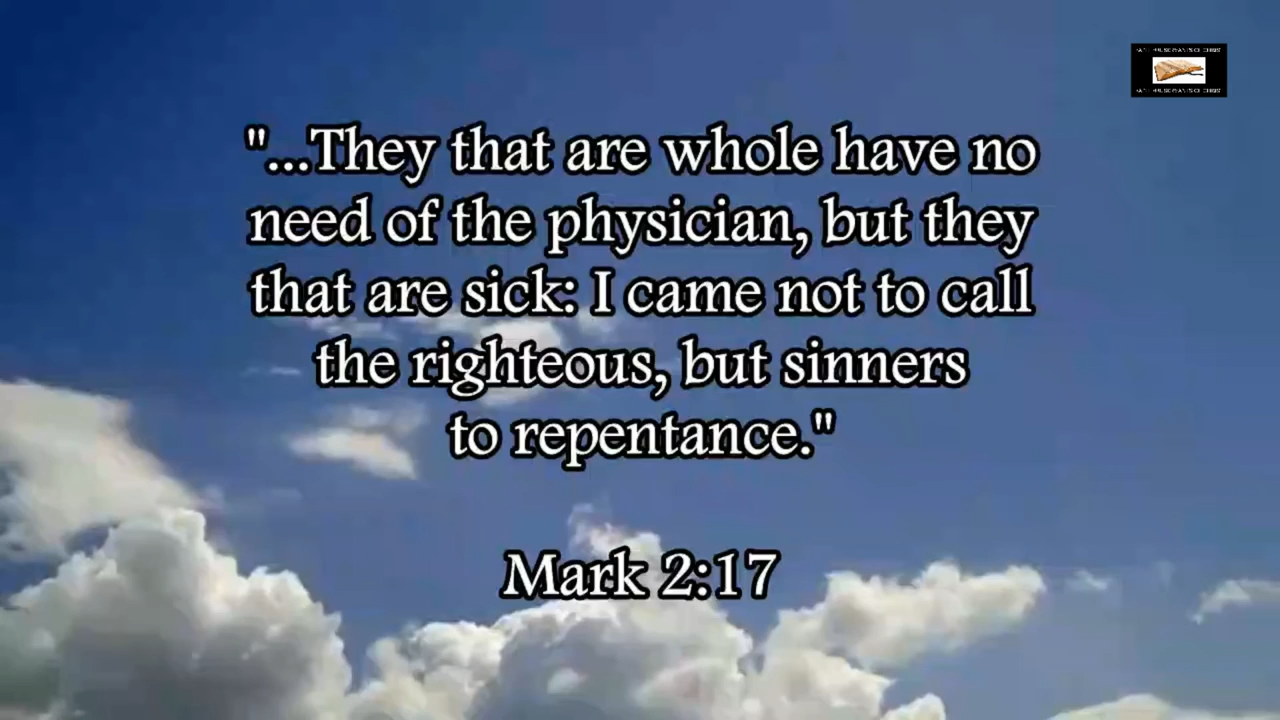 "...They that are whole have no
need of the physician, but they
that are sick: I came not to call
the righteous, but sinners
to repentance."
Mark 2:17